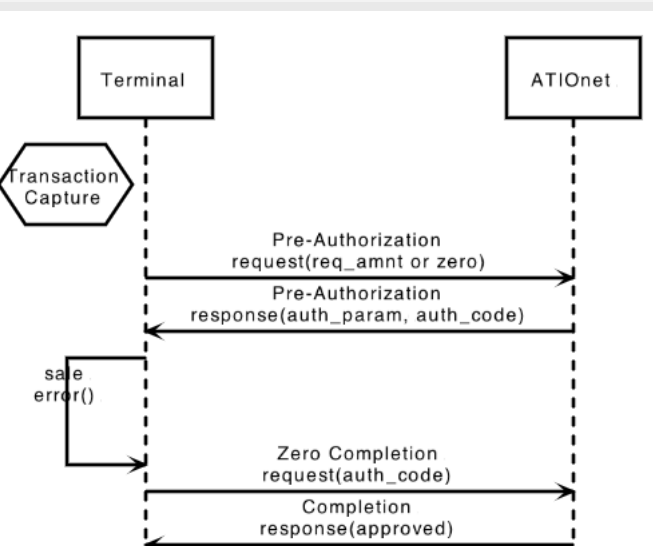 Terminal
ATIOnet
Transaction
Capture
Pre-Authorization
request(req_amnt or zero)
Pre-Authorization
response(auth_param, auth_code)
sale
error()
Zero Completion
request(auth_code)
Completion
response(approved)